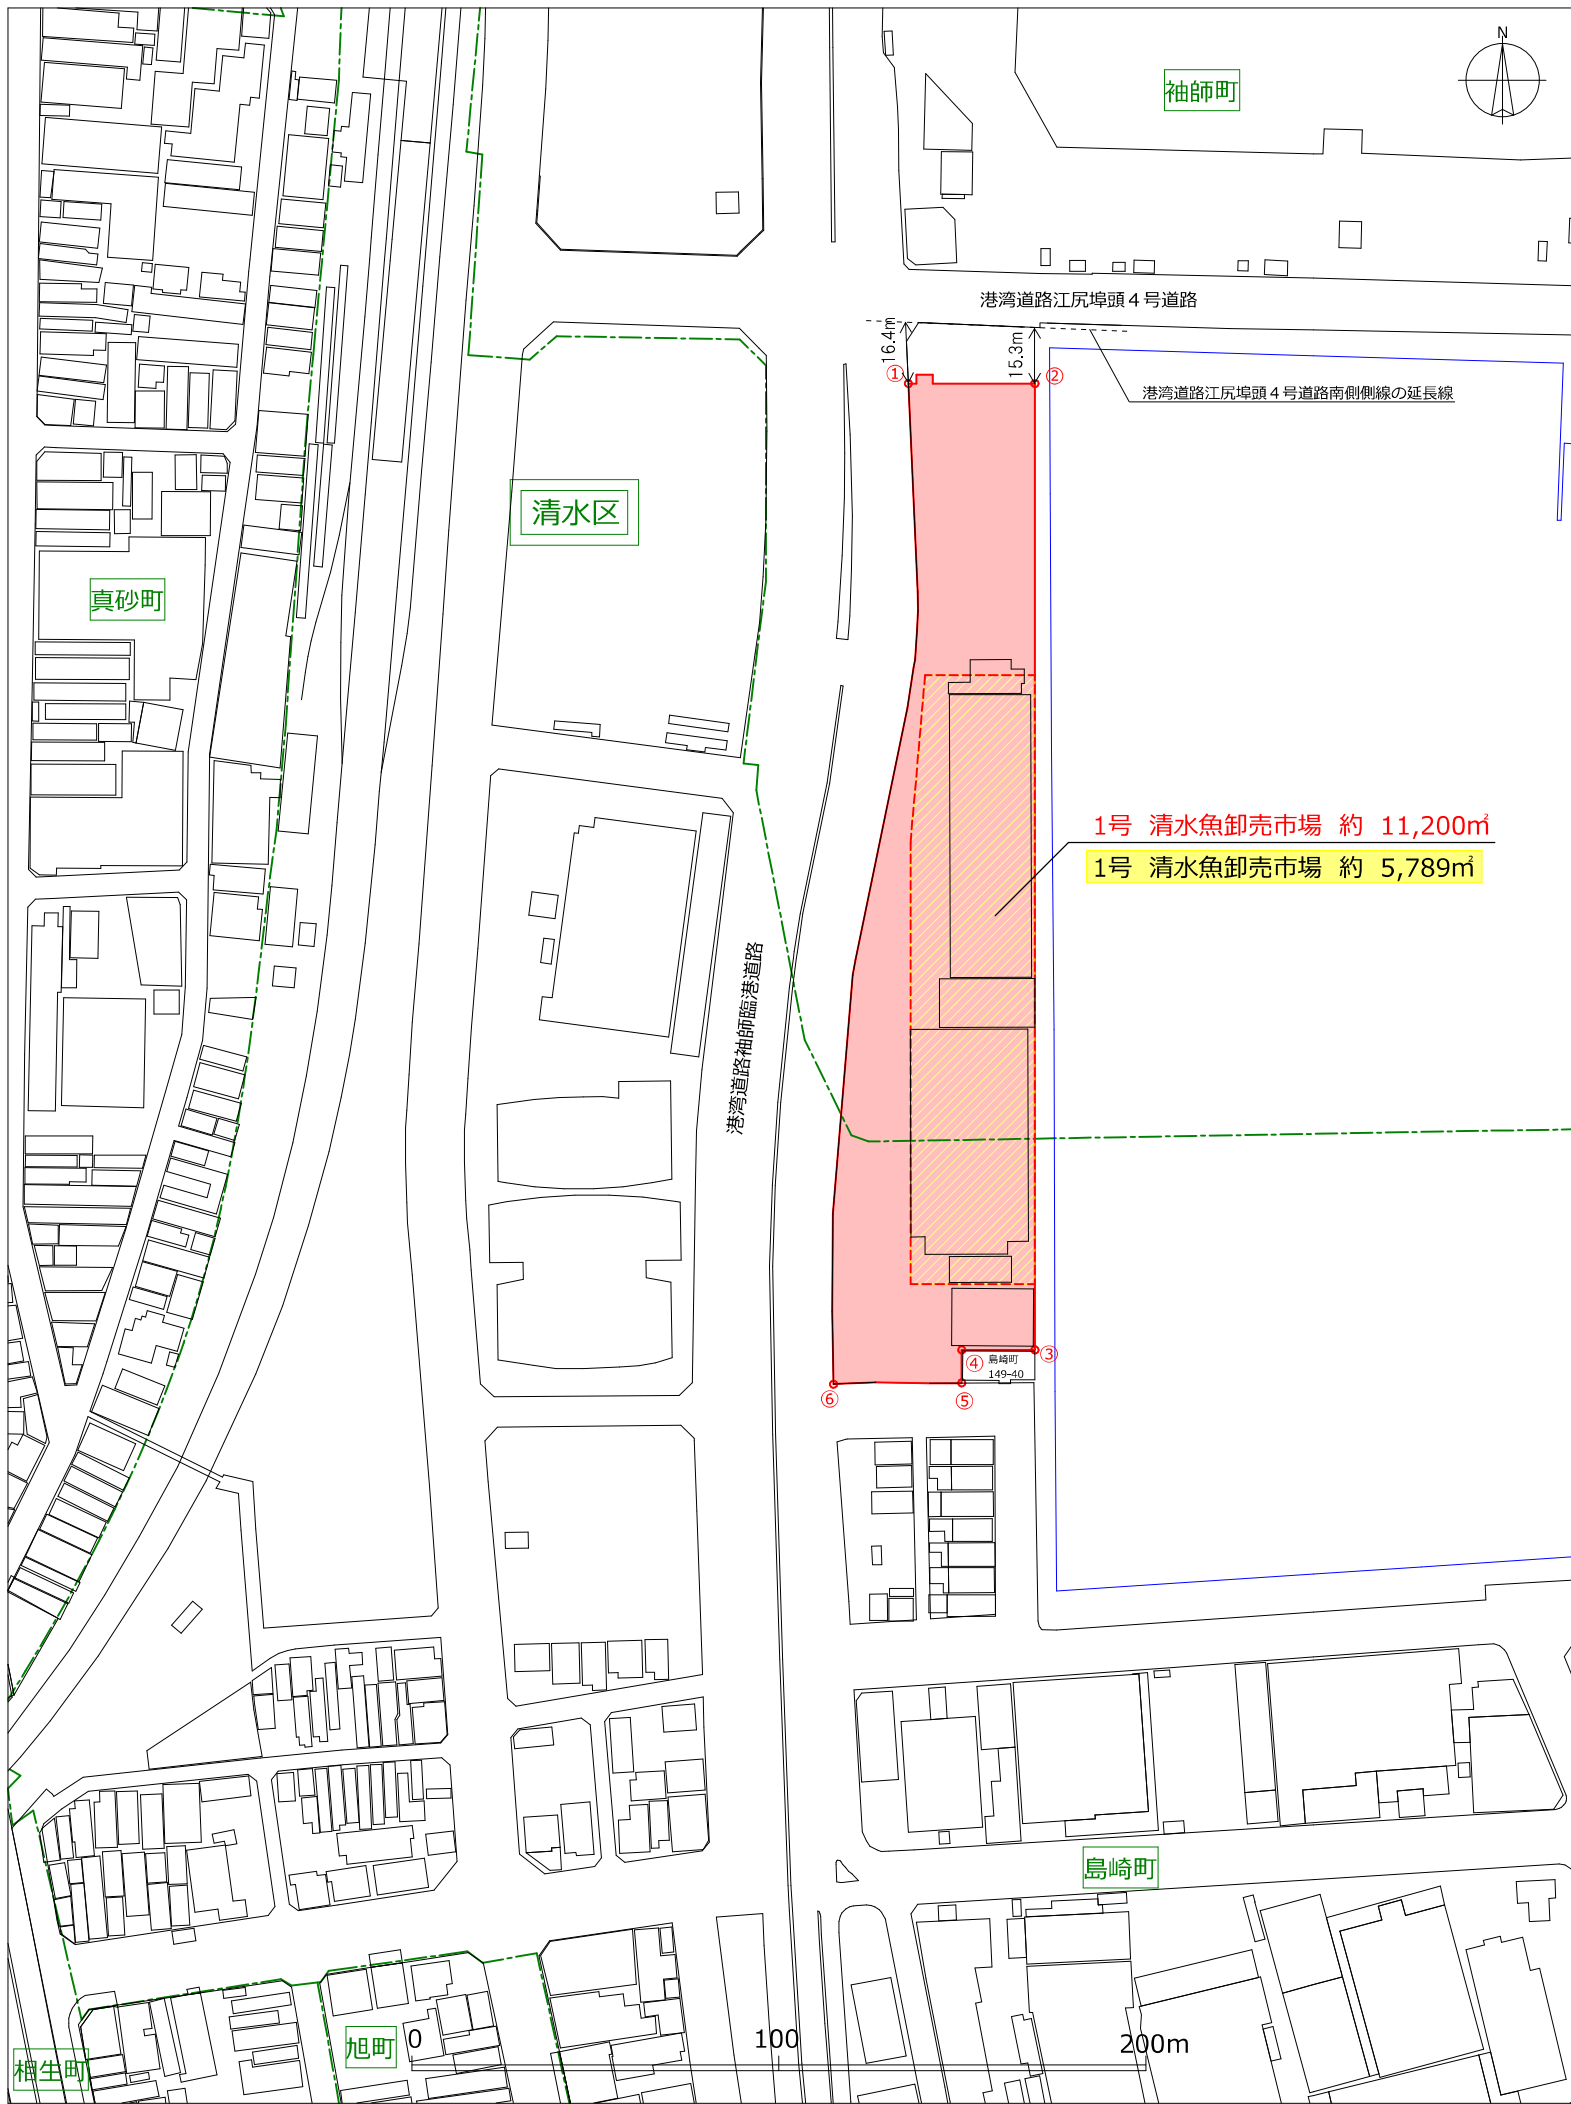 N
袖師町
港湾道路江尻埠頭4号道路
16.4m
15.3m
①
②
港湾道路江尻埠頭4号道路南側側線の延長線
清水区
真砂町
1号 清水魚卸売市場 約 11,200㎡
1号 清水魚卸売市場 約 5,789㎡
港湾道路袖師臨港道路
③
④
島崎町
149-40
⑤
⑥
島崎町
旭町
相生町
0
100
200m